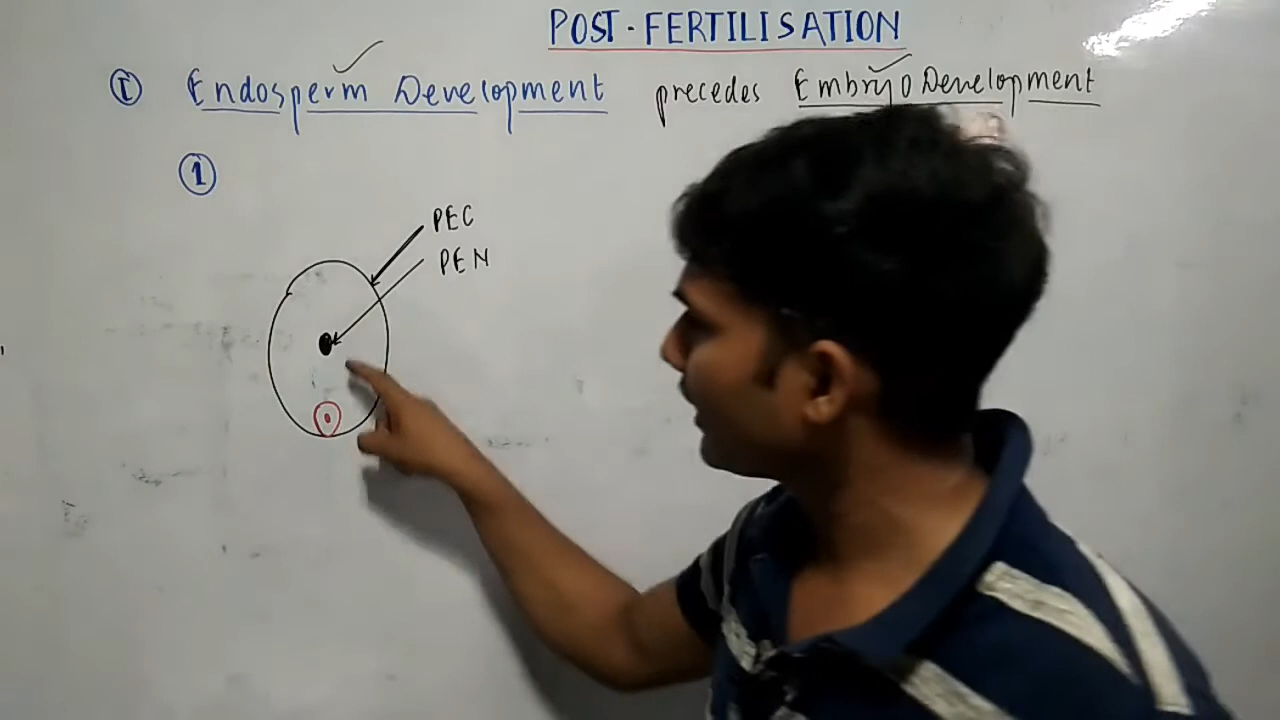 POST-FERTILISATION
I Endosperm Development precedes Embryo Development
1
PEC
PEN